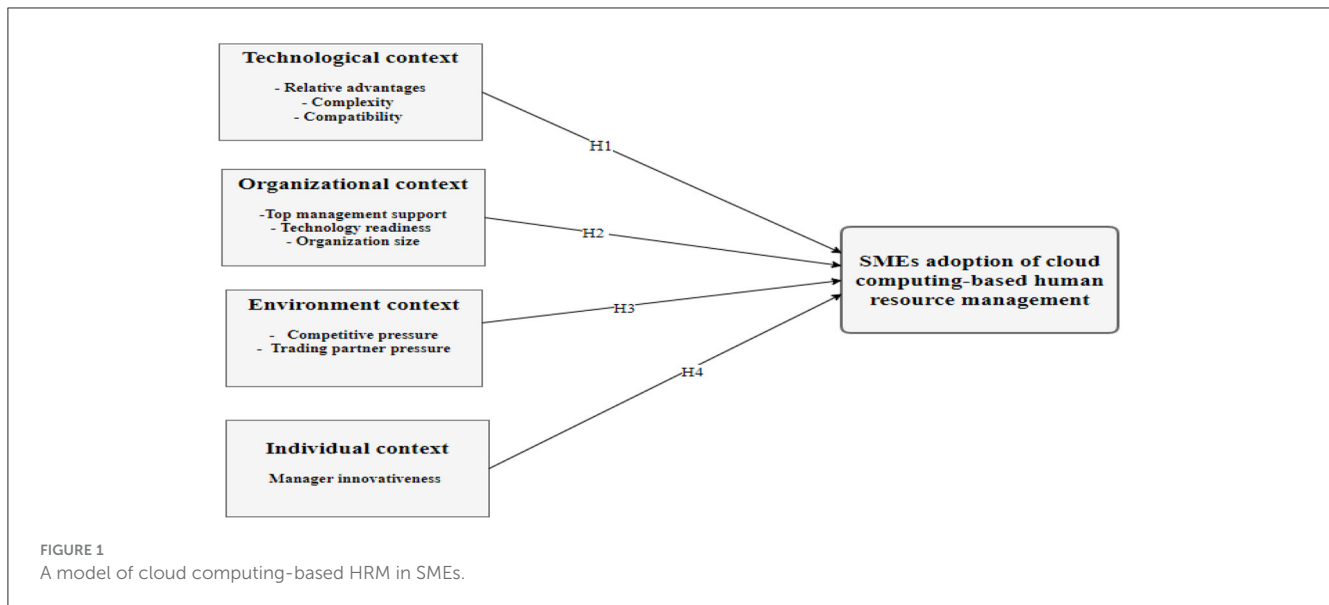 Technological context
- Relative advantages
- Complexity
- Compatibility
H1
Organizational context
-Top management support
- Technology readiness
- Organization size
H2
SMEs adoption of cloud
computing-based human
resource management
Environment context
- Competitive pressure
- Trading partner pressure
H3
H4
Individual context
Manager innovativeness
FIGURE 1
A model of cloud computing-based HRM in SMEs.